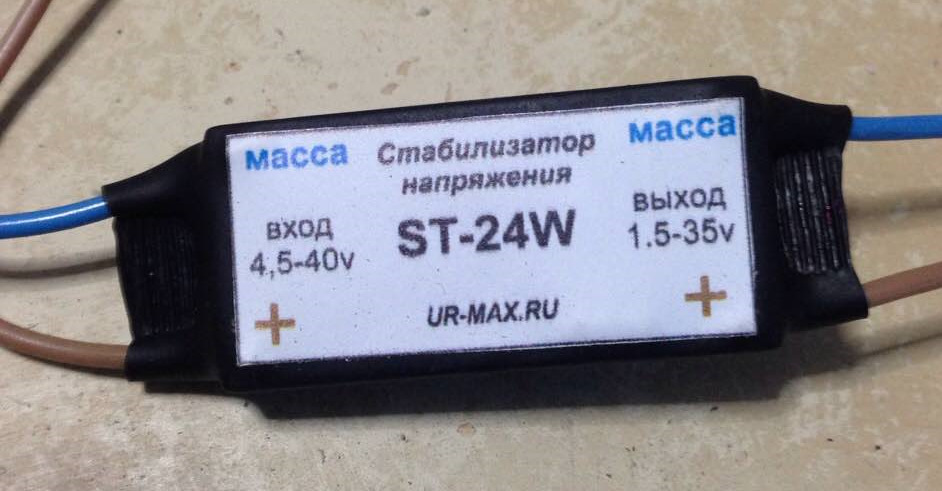 масса
вход
4,5-40v
+
Стабилизатор
напряжения
ST-24W
UR-MAX.RU
масса
выход
1.5-35v
+